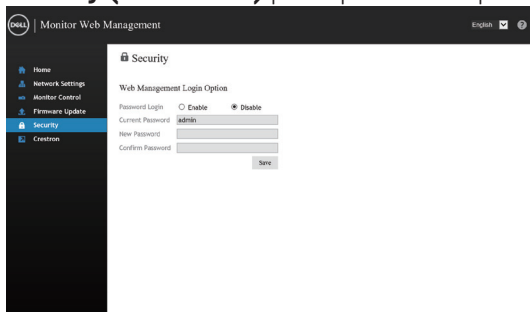 DELL | Monitor Web Management
English
Home
Network Settings
Monitor Control
Firmware Update
Security
Crestron
Security
Web Management Login Option
Password Login Enable Disable
Current Password admin
New Password
Confirm Password
Save